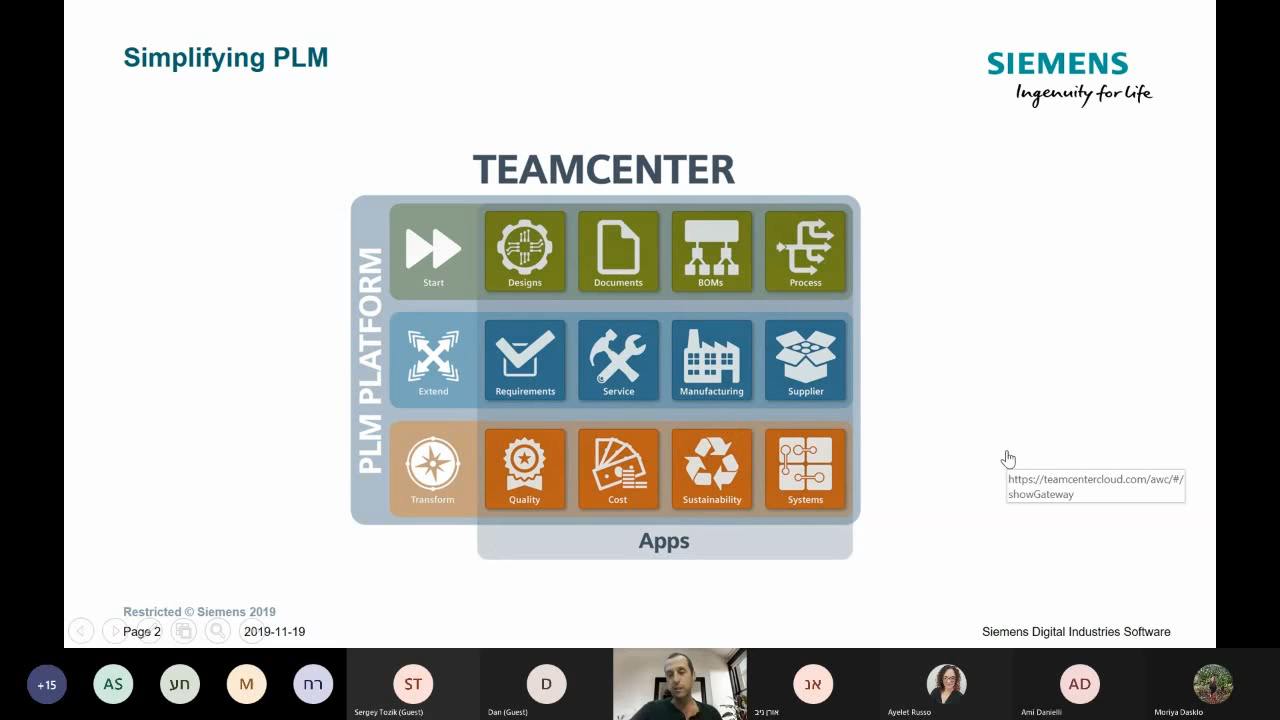 Simplifying PLM
SIEMENS
Ingenuity for life
TEAMCENTER
PLM PLATFORM
Start
Designs
Documents
BOMs
Process
Extend
Requirements
Service
Manufacturing
Supplier
Transform
Quality
Cost
Sustainability
Systems
Apps
https://teamcentercloud.com/awc/#/
showGateway
Restricted © Siemens 2019
Page 2
2019-11-19
Siemens Digital Industries Software
+15
AS
חע
M
רח
ST
Sergey Tozik (Guest)
D
Dan (Guest)
אנ
אורן ניב
Ayelet Russo
AD
Ami Danielli
Moriya Dasklo